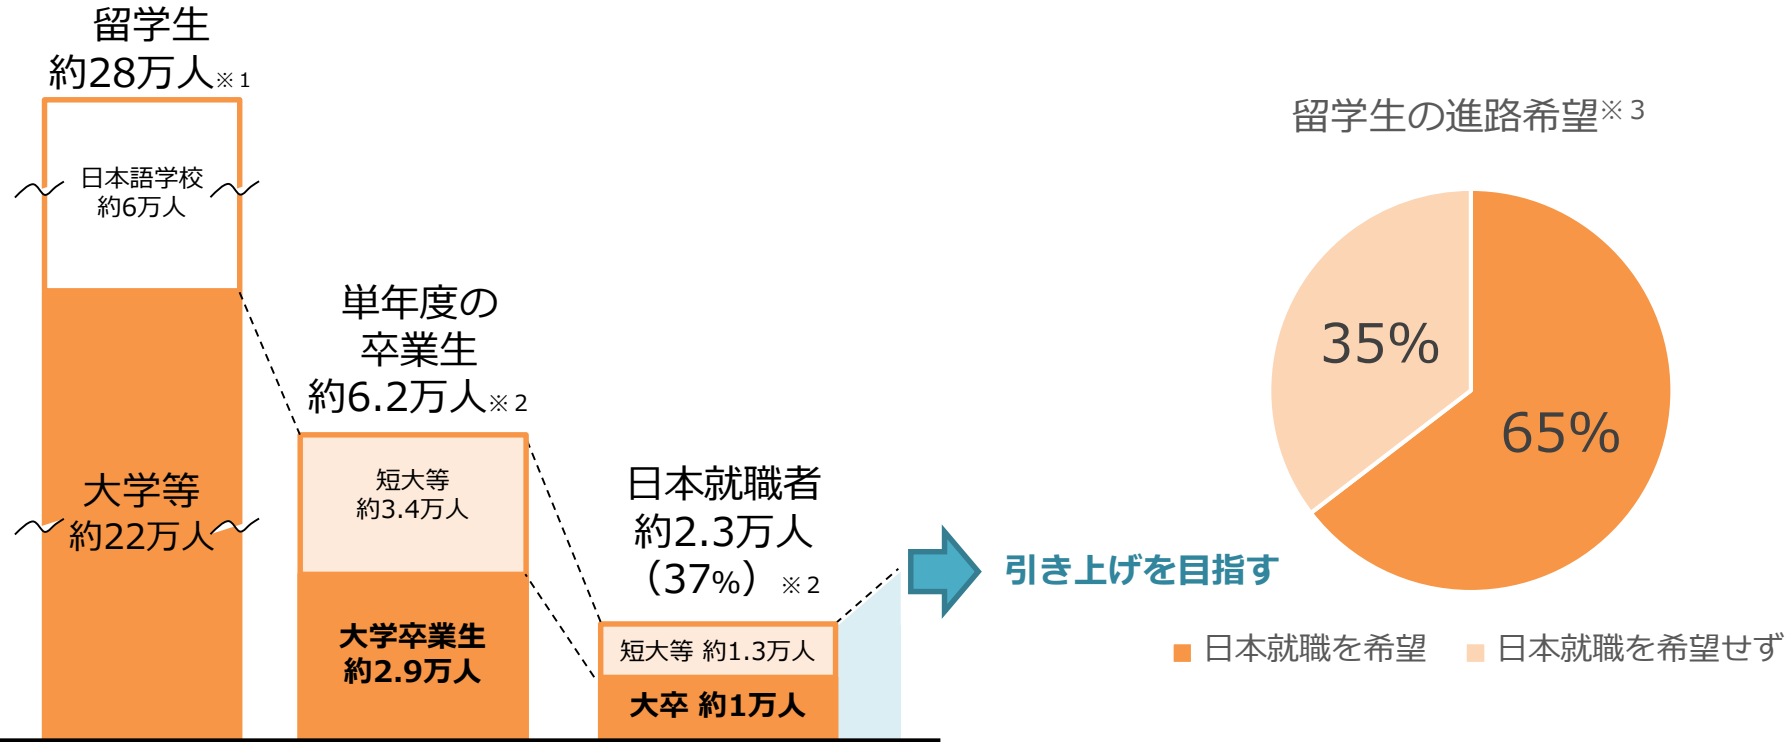 留学生
約28万人※1
日本語学校
約6万人
大学等
約22万人
単年度の
卒業生
約6.2万人※2
短大等
約3.4万人
大学卒業生
約2.9万人
日本就職者
約2.3万人
（37%）※2
短大等 約1.3万人
大卒 約1万人
引き上げを目指す
留学生の進路希望※3
35%
65%
日本就職を希望
日本就職を希望せず